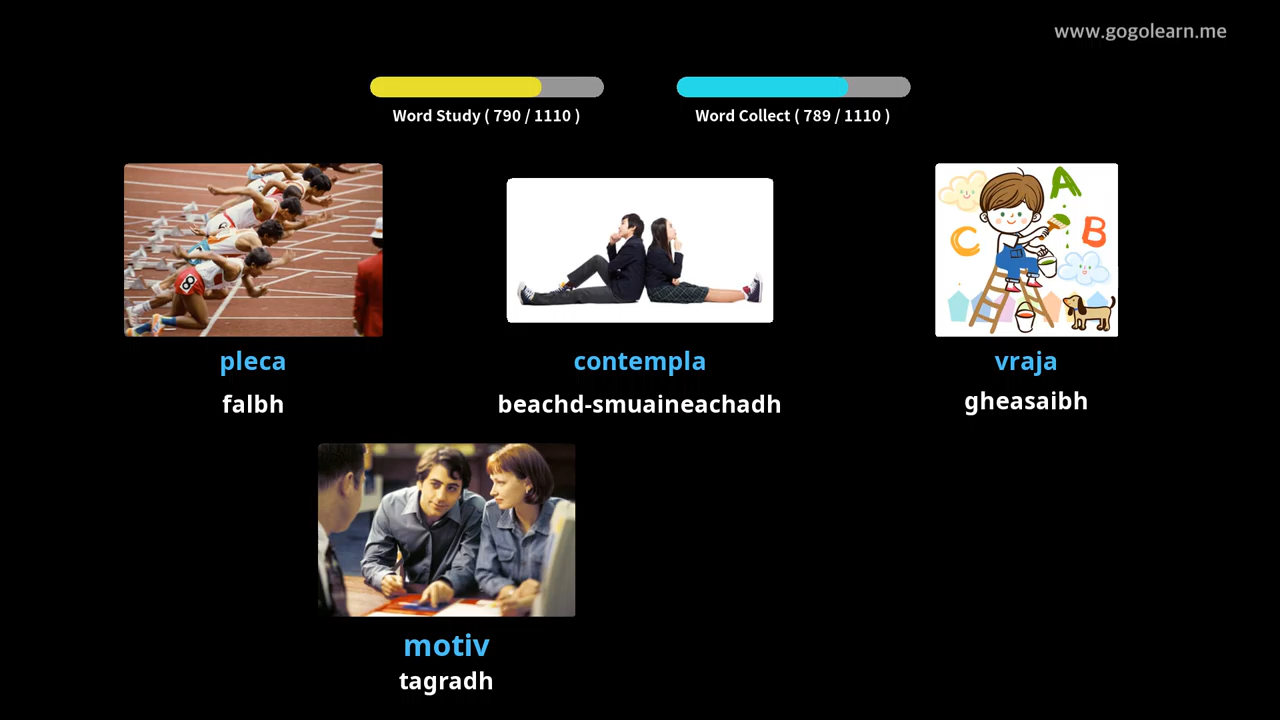 www.gogolearn.me
Word Study ( 790 / 1110 )
Word Collect ( 789 / 1110 )
8
A
B
C
pleca
contempla
vraja
falbh
beachd-smuaineachadh
gheasaibh
motiv
tagradh